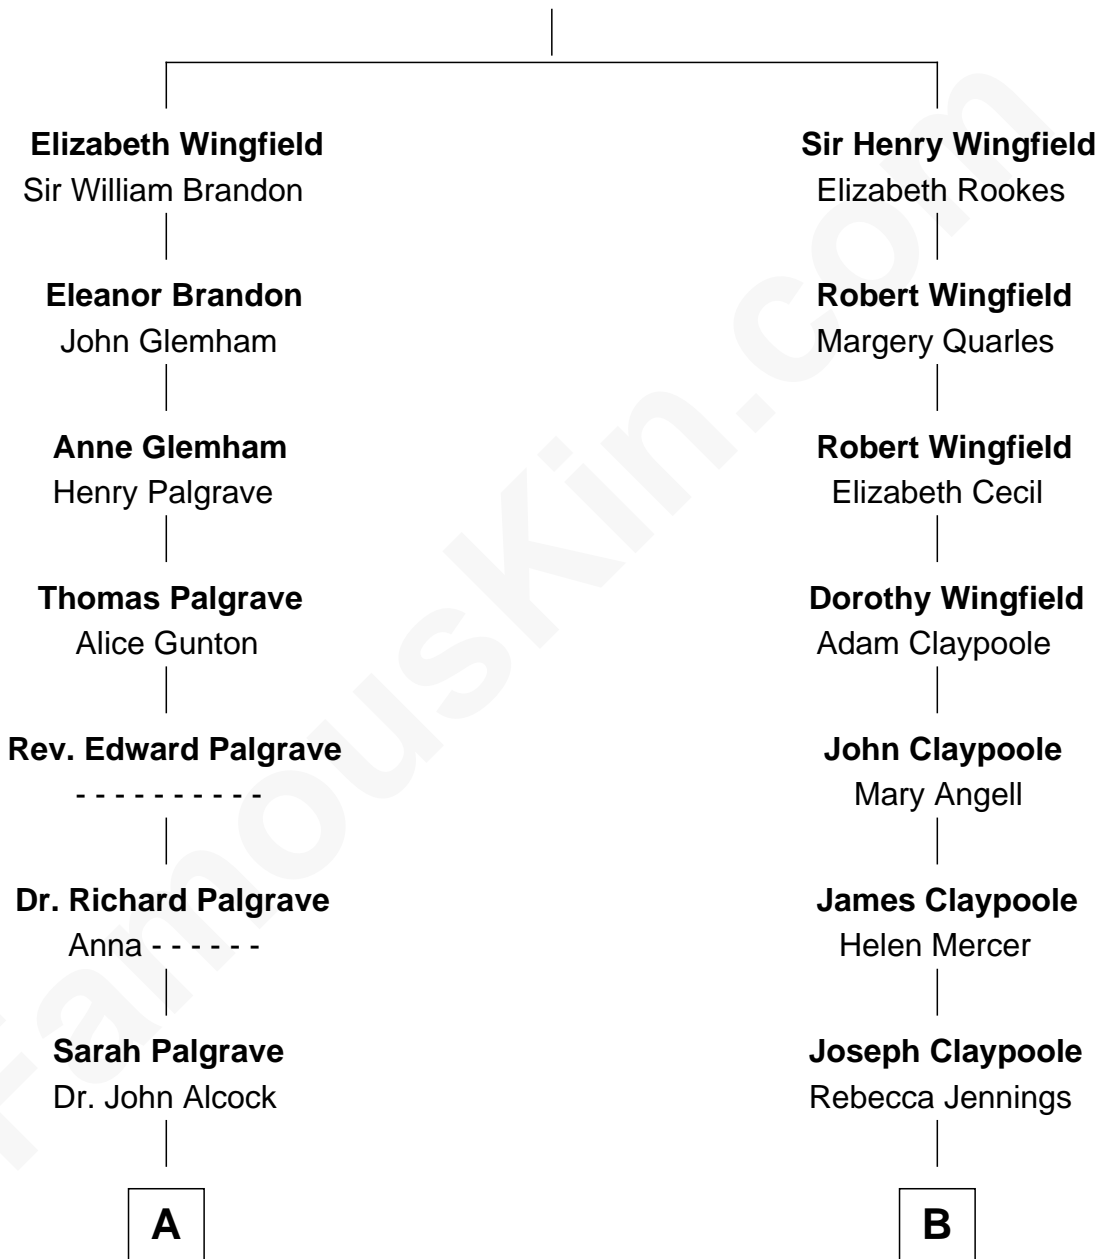 Elizabeth Wingfield
Sir William Brandon
Eleanor Brandon
John Glemham
Anne Glemham
Henry Palgrave
Thomas Palgrave
Alice Gunton
Rev. Edward Palgrave
- - - - - - - - - -
Dr. Richard Palgrave
Anna - - - - - -
Sarah Palgrave
Dr. John Alcock
A
Sir Henry Wingfield
Elizabeth Rookes
Robert Wingfield
Margery Quarles
Robert Wingfield
Elizabeth Cecil
Dorothy Wingfield
Adam Claypoole
John Claypoole
Mary Angell
James Claypoole
Helen Mercer
Joseph Claypoole
Rebecca Jennings
B
FamousKin.com